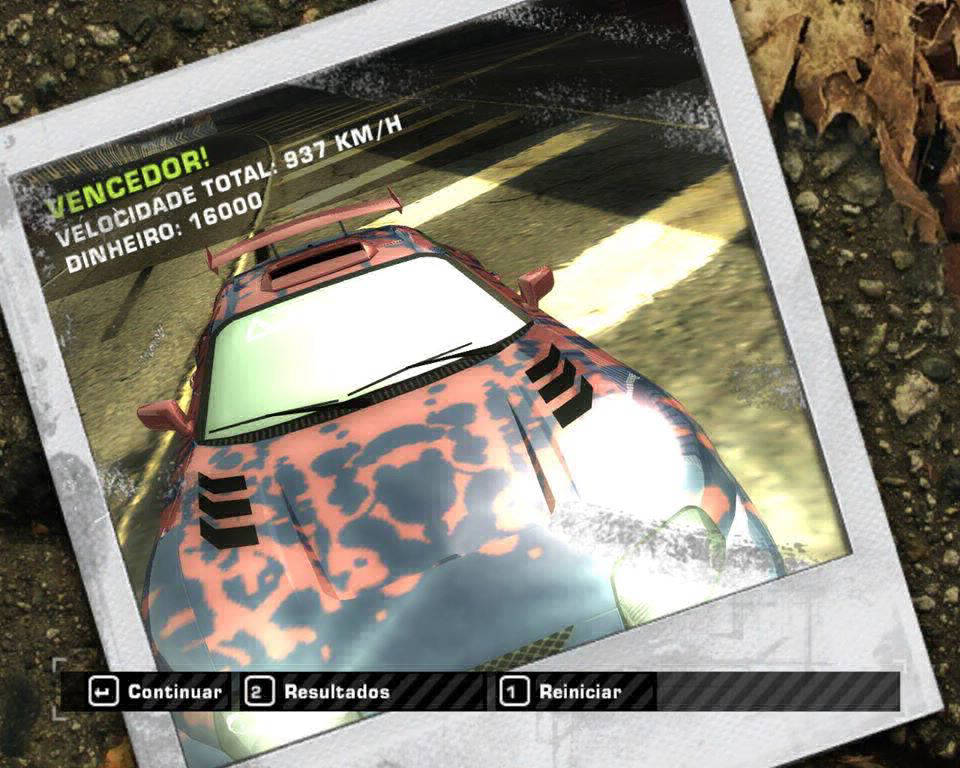 VENCEDOR!
VELOCIDADE TOTAL: 937 KM/H
DINHEIRO: 16000
Continuar
2 Resultados
1 Reiniciar